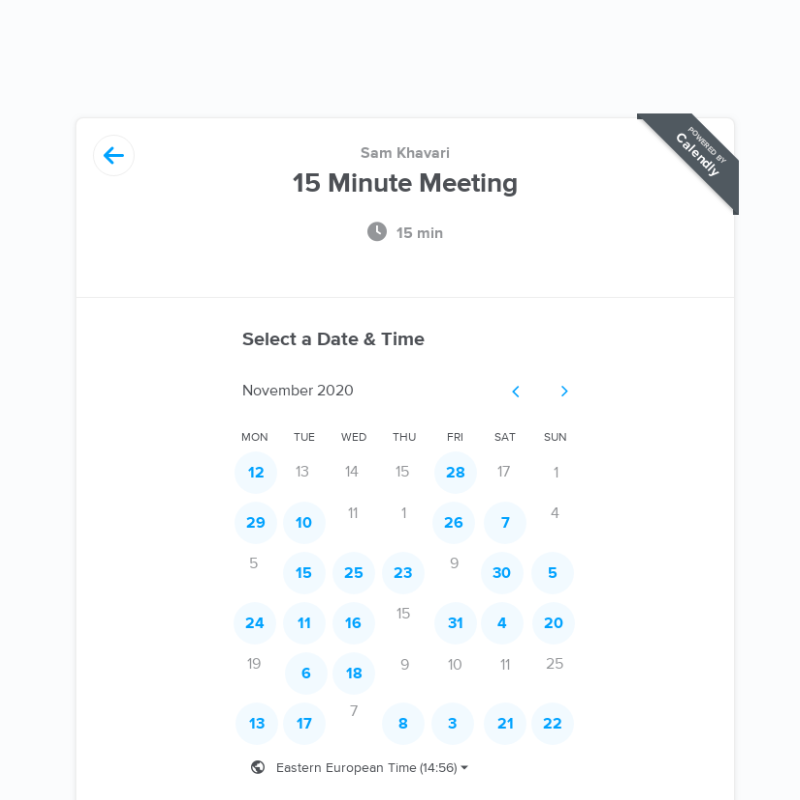 POWERED BY
Calendly
Sam Khavari
15 Minute Meeting
15 min
Select a Date & Time
November 2020
MON TUE WED THU FRI SAT SUN
12 13 14 15 28 17 1
29 10 11 1 26 7 4
5 15 25 23 9 30 5
24 11 16 15 31 4 20
19 6 18 9 10 11 25
13 17 7 8 3 21 22
Eastern European Time (14:56)